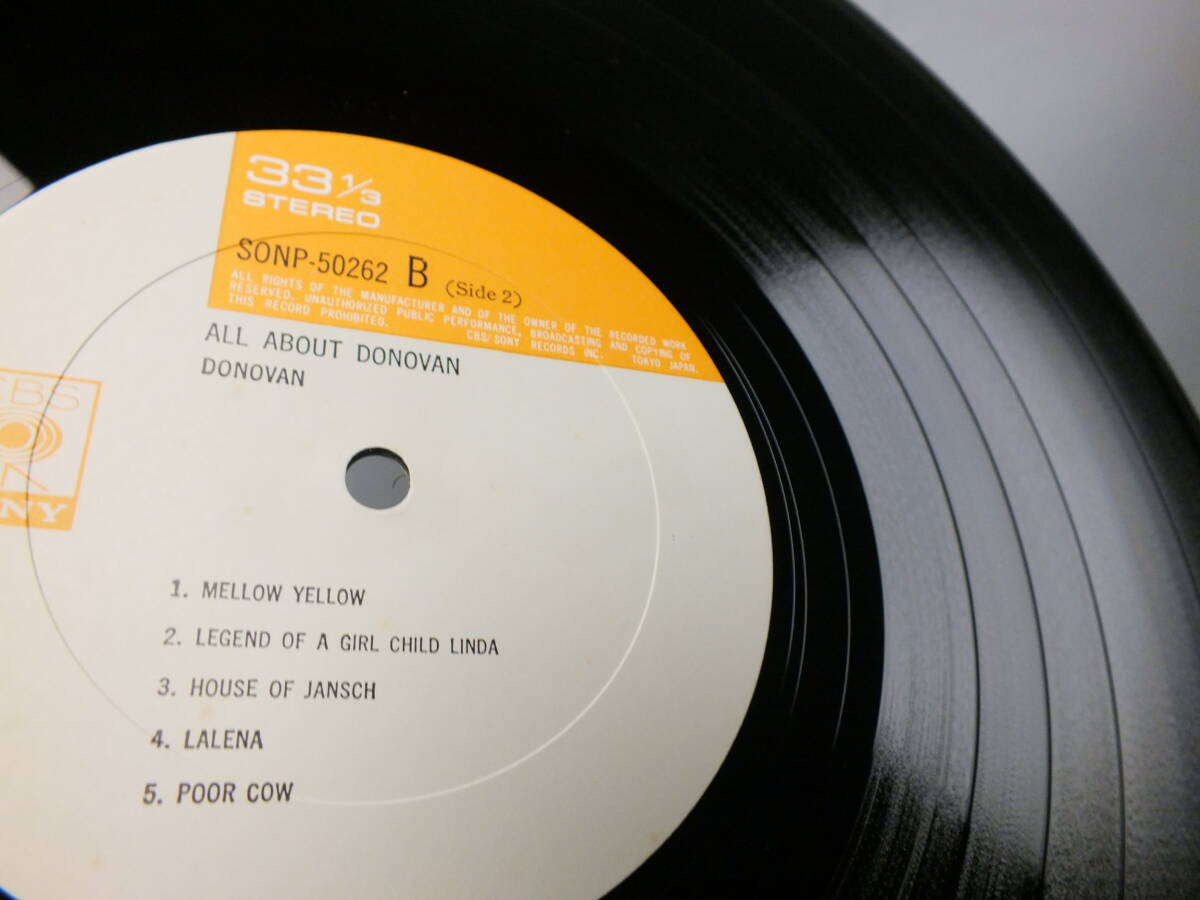 33 1/3
STEREO
SONP-50262 B (Side 2)
ALL RIGHTS OF THE MANUFACTURER AND OF THE OWNER OF THE RECORDED WORK
RESERVED. UNAUTHORIZED PUBLIC PERFORMANCE, BROADCASTING AND COPYING OF
THIS RECORD PROHIBITED. CBS/SONY RECORDS INC. TOKYO JAPAN.
ALL ABOUT DONOVAN
DONOVAN
CBS
1. MELLOW YELLOW
2. LEGEND OF A GIRL CHILD LINDA
3. HOUSE OF JANSCH
4. LALENA
5. POOR COW